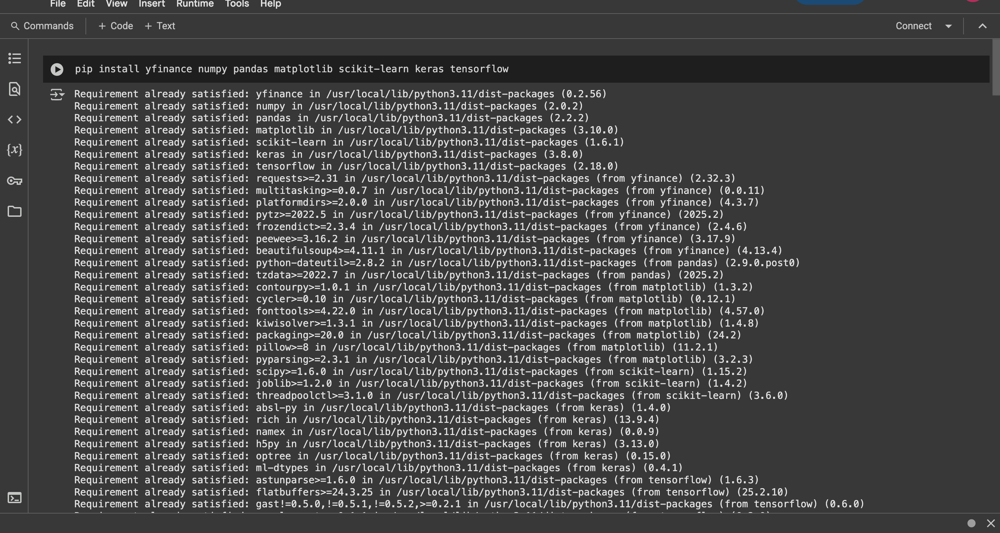 File Edit View Insert Runtime Tools Help
Commands + Code + Text Connect
pip install yfinance numpy pandas matplotlib scikit-learn keras tensorflow
Requirement already satisfied: yfinance in /usr/local/lib/python3.11/dist-packages (0.2.56)
Requirement already satisfied: numpy in /usr/local/lib/python3.11/dist-packages (2.0.2)
Requirement already satisfied: pandas in /usr/local/lib/python3.11/dist-packages (2.2.2)
Requirement already satisfied: matplotlib in /usr/local/lib/python3.11/dist-packages (3.10.0)
Requirement already satisfied: scikit-learn in /usr/local/lib/python3.11/dist-packages (1.6.1)
Requirement already satisfied: keras in /usr/local/lib/python3.11/dist-packages (3.8.0)
Requirement already satisfied: tensorflow in /usr/local/lib/python3.11/dist-packages (2.18.0)
Requirement already satisfied: requests>=2.31 in /usr/local/lib/python3.11/dist-packages (from yfinance) (2.32.3)
Requirement already satisfied: multitasking>=0.0.7 in /usr/local/lib/python3.11/dist-packages (from yfinance) (0.0.11)
Requirement already satisfied: platformdirs>=2.0.0 in /usr/local/lib/python3.11/dist-packages (from yfinance) (4.3.7)
Requirement already satisfied: pytz>=2022.5 in /usr/local/lib/python3.11/dist-packages (from yfinance) (2025.2)
Requirement already satisfied: frozendict>=2.3.4 in /usr/local/lib/python3.11/dist-packages (from yfinance) (2.4.6)
Requirement already satisfied: peewee>=3.16.2 in /usr/local/lib/python3.11/dist-packages (from yfinance) (3.17.9)
Requirement already satisfied: beautifulsoup4>=4.11.1 in /usr/local/lib/python3.11/dist-packages (from yfinance) (4.13.4)
Requirement already satisfied: python-dateutil>=2.8.2 in /usr/local/lib/python3.11/dist-packages (from pandas) (2.9.0.post0)
Requirement already satisfied: tzdata>=2022.7 in /usr/local/lib/python3.11/dist-packages (from pandas) (2025.2)
Requirement already satisfied: contourpy>=1.0.1 in /usr/local/lib/python3.11/dist-packages (from matplotlib) (1.3.2)
Requirement already satisfied: cycler>=0.10 in /usr/local/lib/python3.11/dist-packages (from matplotlib) (0.12.1)
Requirement already satisfied: fonttools>=4.22.0 in /usr/local/lib/python3.11/dist-packages (from matplotlib) (4.57.0)
Requirement already satisfied: kiwisolver>=1.3.1 in /usr/local/lib/python3.11/dist-packages (from matplotlib) (1.4.8)
Requirement already satisfied: packaging>=20.0 in /usr/local/lib/python3.11/dist-packages (from matplotlib) (24.2)
Requirement already satisfied: pillow>=8 in /usr/local/lib/python3.11/dist-packages (from matplotlib) (11.2.1)
Requirement already satisfied: pyparsing>=2.3.1 in /usr/local/lib/python3.11/dist-packages (from matplotlib) (3.2.3)
Requirement already satisfied: scipy>=1.6.0 in /usr/local/lib/python3.11/dist-packages (from scikit-learn) (1.15.2)
Requirement already satisfied: joblib>=1.2.0 in /usr/local/lib/python3.11/dist-packages (from scikit-learn) (1.4.2)
Requirement already satisfied: threadpoolctl>=3.1.0 in /usr/local/lib/python3.11/dist-packages (from scikit-learn) (3.6.0)
Requirement already satisfied: absl-py in /usr/local/lib/python3.11/dist-packages (from keras) (1.4.0)
Requirement already satisfied: rich in /usr/local/lib/python3.11/dist-packages (from keras) (13.9.4)
Requirement already satisfied: namex in /usr/local/lib/python3.11/dist-packages (from keras) (0.0.9)
Requirement already satisfied: h5py in /usr/local/lib/python3.11/dist-packages (from keras) (3.13.0)
Requirement already satisfied: optree in /usr/local/lib/python3.11/dist-packages (from keras) (0.15.0)
Requirement already satisfied: ml-dtypes in /usr/local/lib/python3.11/dist-packages (from keras) (0.4.1)
Requirement already satisfied: astunparse>=1.6.0 in /usr/local/lib/python3.11/dist-packages (from tensorflow) (1.6.3)
Requirement already satisfied: flatbuffers>=24.3.25 in /usr/local/lib/python3.11/dist-packages (from tensorflow) (25.2.10)
Requirement already satisfied: gast!=0.5.0,!=0.5.1,!=0.5.2,>=0.2.1 in /usr/local/lib/python3.11/dist-packages (from tensorflow) (0.6.0)